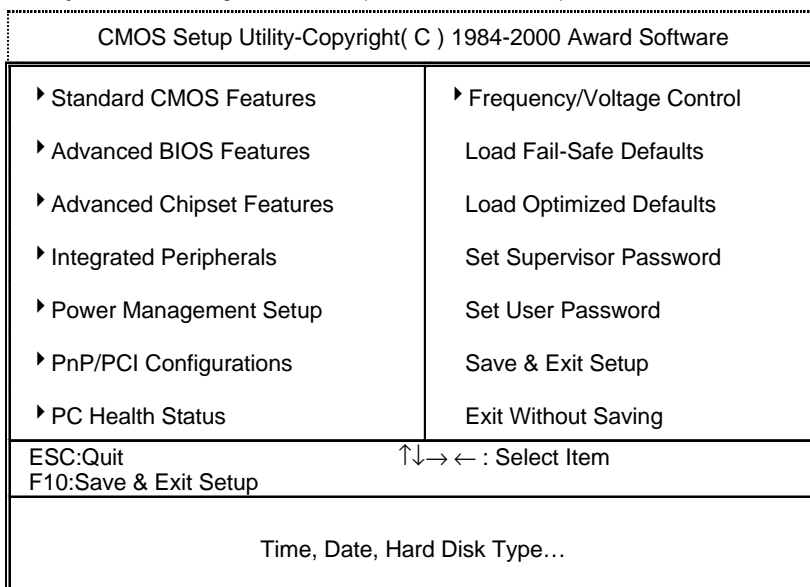 CMOS Setup Utility-Copyright( C ) 1984-2000 Award Software
‣Standard CMOS Features
‣Advanced BIOS Features
‣Advanced Chipset Features
‣Integrated Peripherals
‣Power Management Setup
‣PnP/PCI Configurations
‣PC Health Status
‣Frequency/Voltage Control
Load Fail-Safe Defaults
Load Optimized Defaults
Set Supervisor Password
Set User Password
Save & Exit Setup
Exit Without Saving
ESC:Quit ↑↓→ ← : Select Item
F10:Save & Exit Setup
Time, Date, Hard Disk Type…